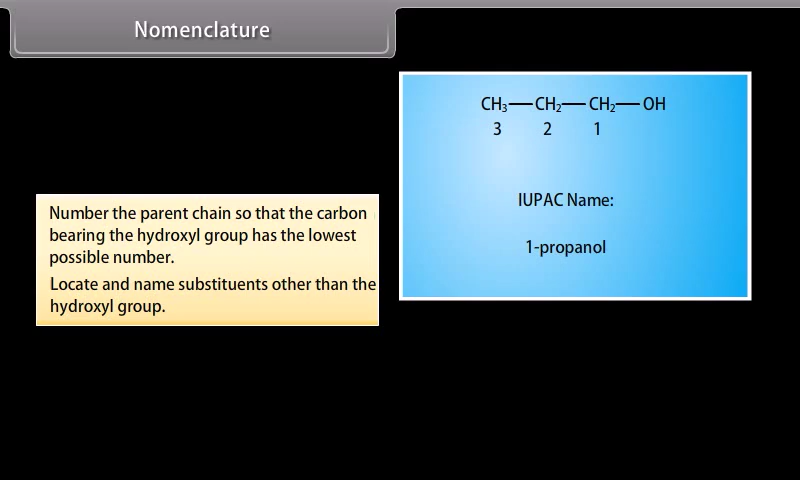 Nomenclature
CH₃—CH₂—CH₂—OH
3 2 1
IUPAC Name:
1-propanol
Number the parent chain so that the carbon
bearing the hydroxyl group has the lowest
possible number.
Locate and name substituents other than the
hydroxyl group.